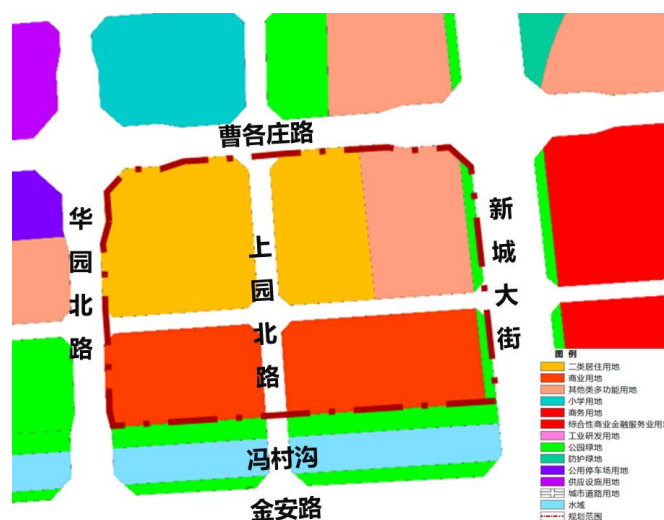 曹各庄路
华园北路
上园北路
新城大街
冯村沟
金安路
图 例
二类居住用地
商业用地
其他类多功能用地
小学用地
商务用地
综合性商业金融服务业用地
工业研发用地
公园绿地
防护绿地
公用停车场用地
供应设施用地
城市道路用地
水域
规划范围